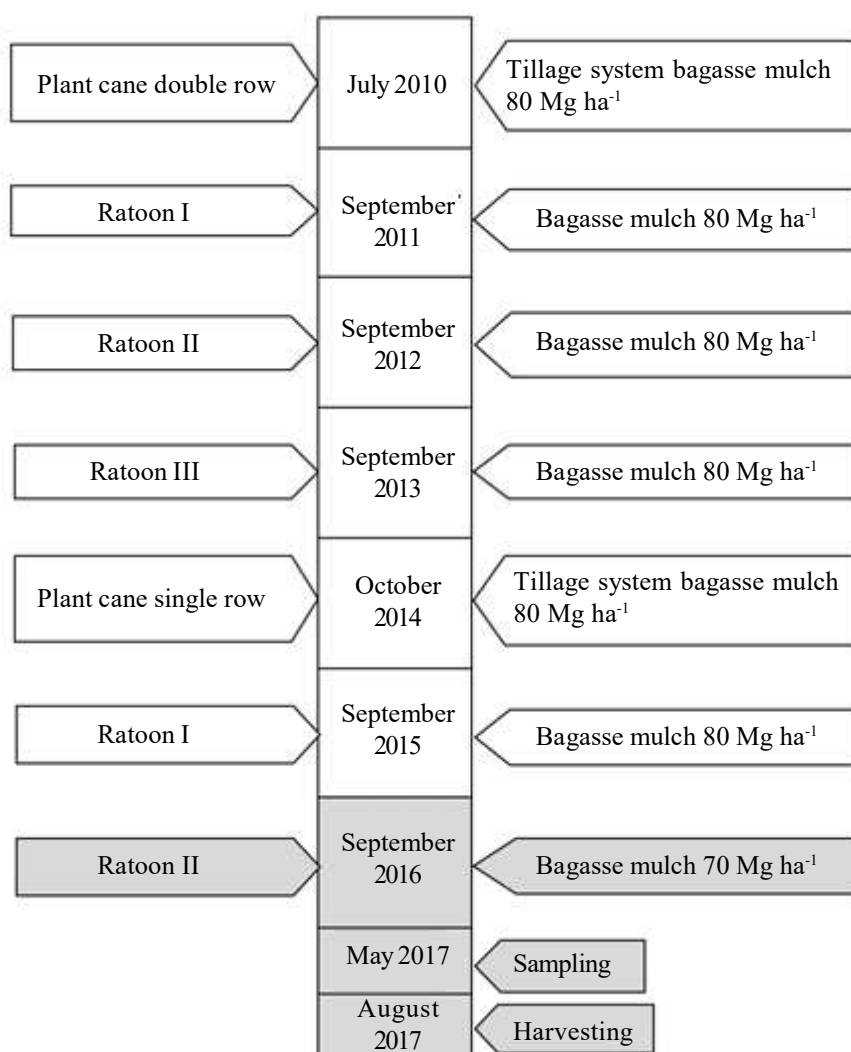 Plant cane double row
July 2010
Tillage system bagasse mulch
80 Mg ha⁻¹
Ratoon I
September'
2011
Bagasse mulch 80 Mg ha⁻¹
Ratoon II
September
2012
Bagasse mulch 80 Mg ha⁻¹
Ratoon III
September
2013
Bagasse mulch 80 Mg ha⁻¹
Plant cane single row
October
2014
Tillage system bagasse mulch
80 Mg ha⁻¹
Ratoon I
September
2015
Bagasse mulch 80 Mg ha⁻¹
Ratoon II
September
2016
Bagasse mulch 70 Mg ha⁻¹
May 2017
Sampling
August
2017
Harvesting